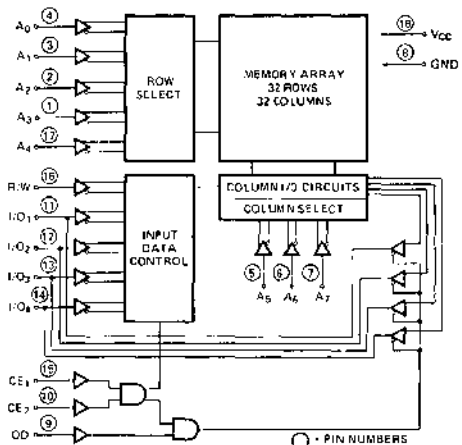 A0 4
A1 3
A2 2
A3 1
A4 17
ROW
SELECT
MEMORY ARRAY
32 ROWS
32 COLUMNS
18 VCC
8 GND
R/W 16
I/O1 11
I/O2 12
I/O3 13
I/O4 14
INPUT
DATA
CONTROL
COLUMN I/O CIRCUITS
COLUMN SELECT
5 6 7
A5 A6 A7
CE1 19
CE2 20
OD 9
- PIN NUMBERS